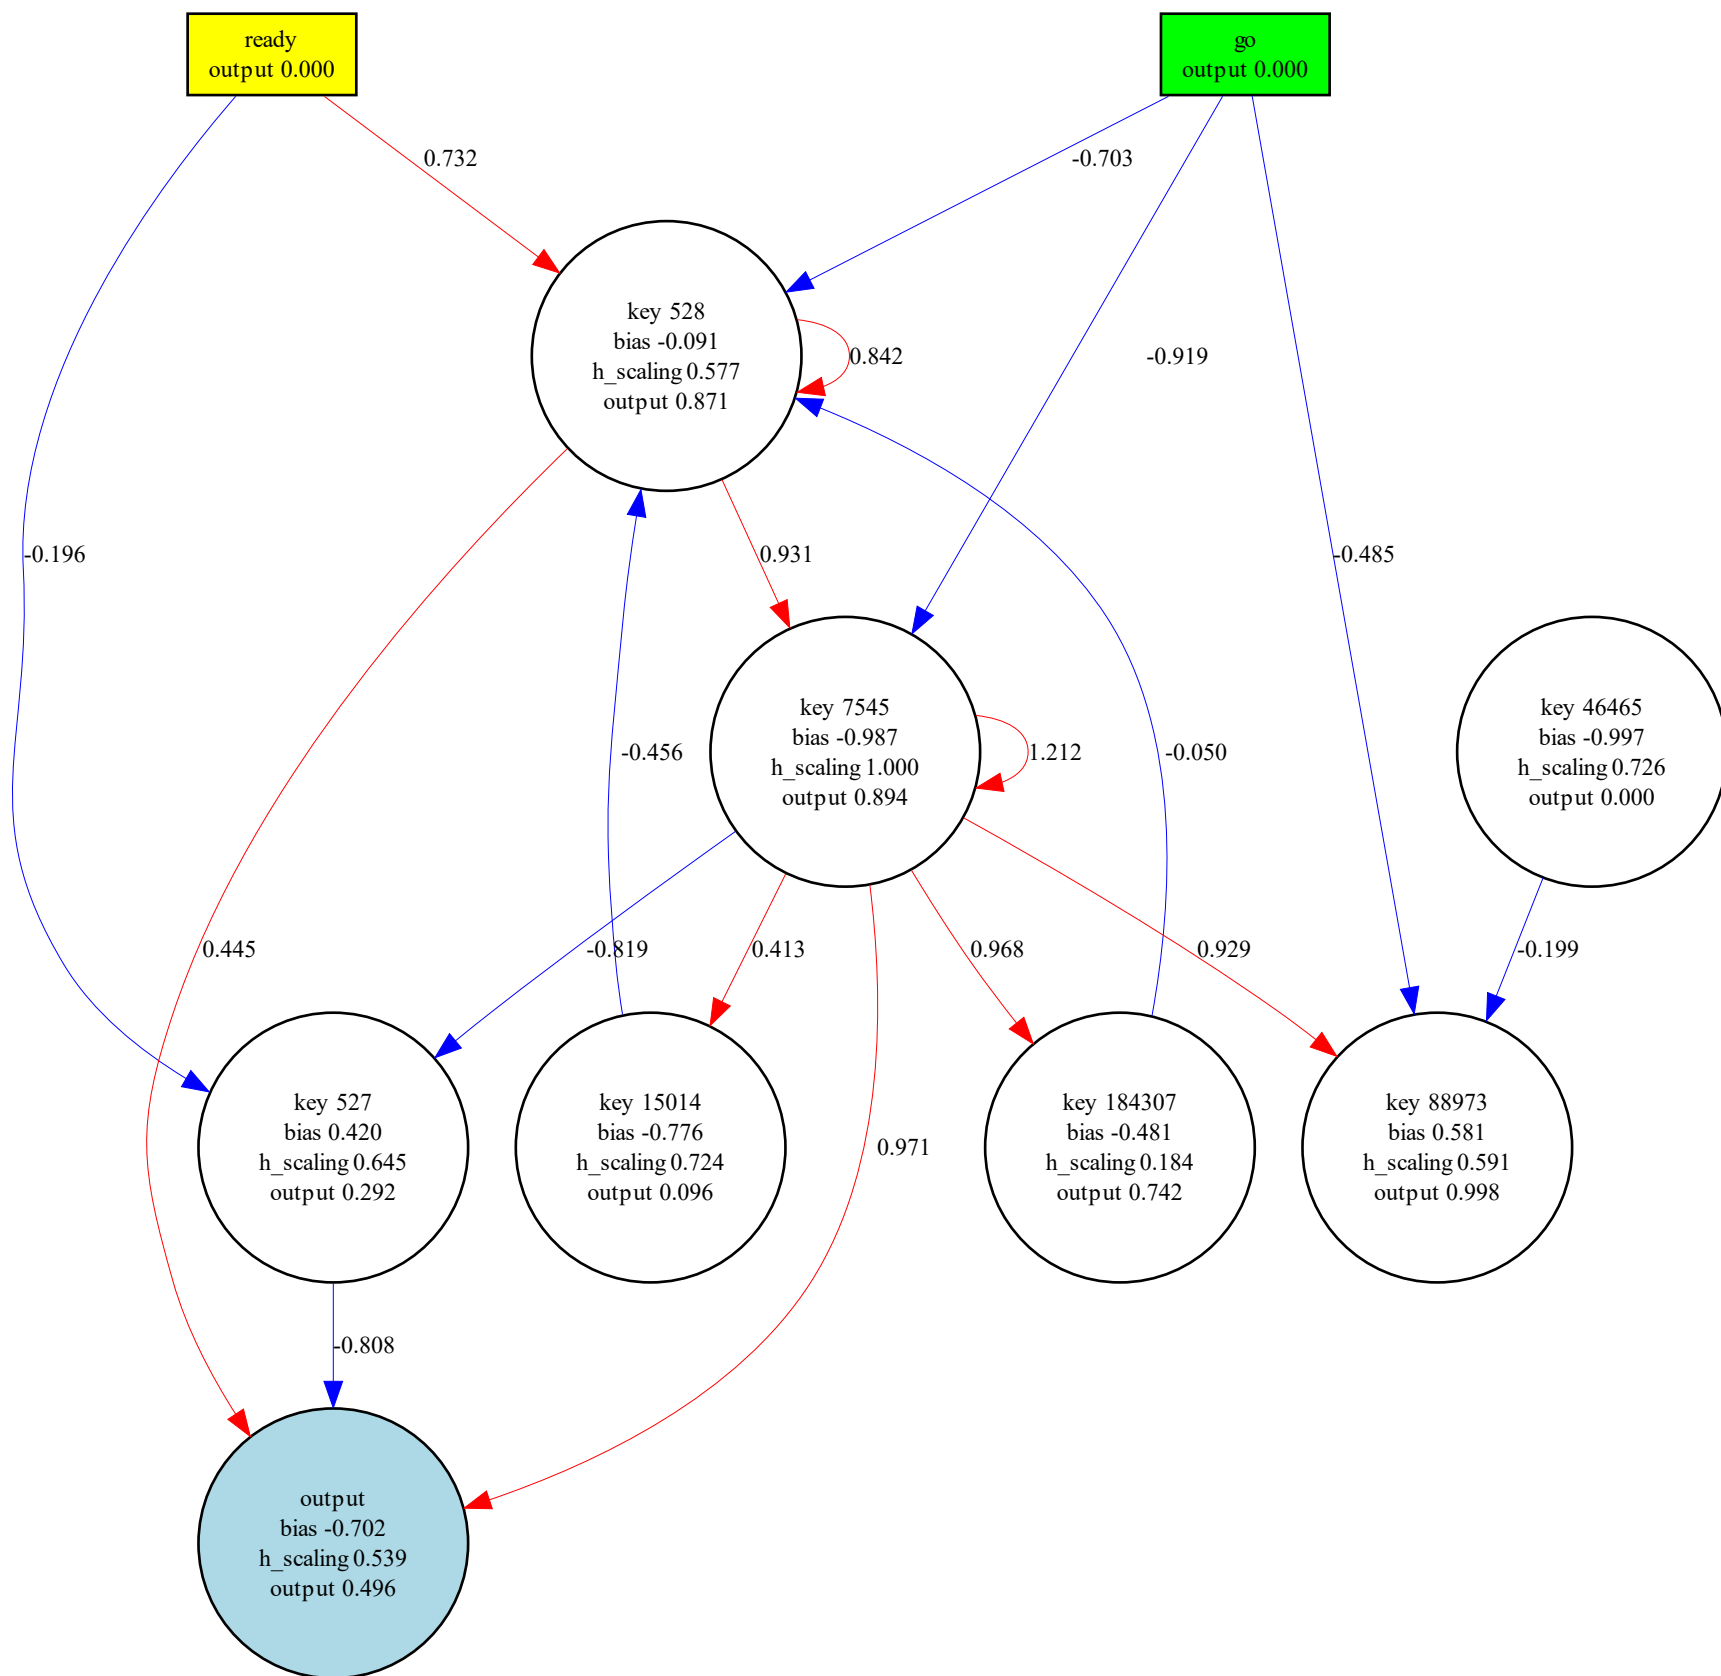 ready
output 0.000
go
output 0.000
0.732
-0.703
key 528
bias -0.091
h_scaling 0.577
output 0.871
0.842
-0.919
-0.196
0.931
-0.485
key 7545
bias -0.987
h_scaling 1.000
output 0.894
1.212
-0.456
-0.050
key 46465
bias -0.997
h_scaling 0.726
output 0.000
0.445
-0.819
0.413
0.968
0.929
-0.199
key 527
bias 0.420
h_scaling 0.645
output 0.292
key 15014
bias -0.776
h_scaling 0.724
output 0.096
0.971
key 184307
bias -0.481
h_scaling 0.184
output 0.742
key 88973
bias 0.581
h_scaling 0.591
output 0.998
-0.808
output
bias -0.702
h_scaling 0.539
output 0.496